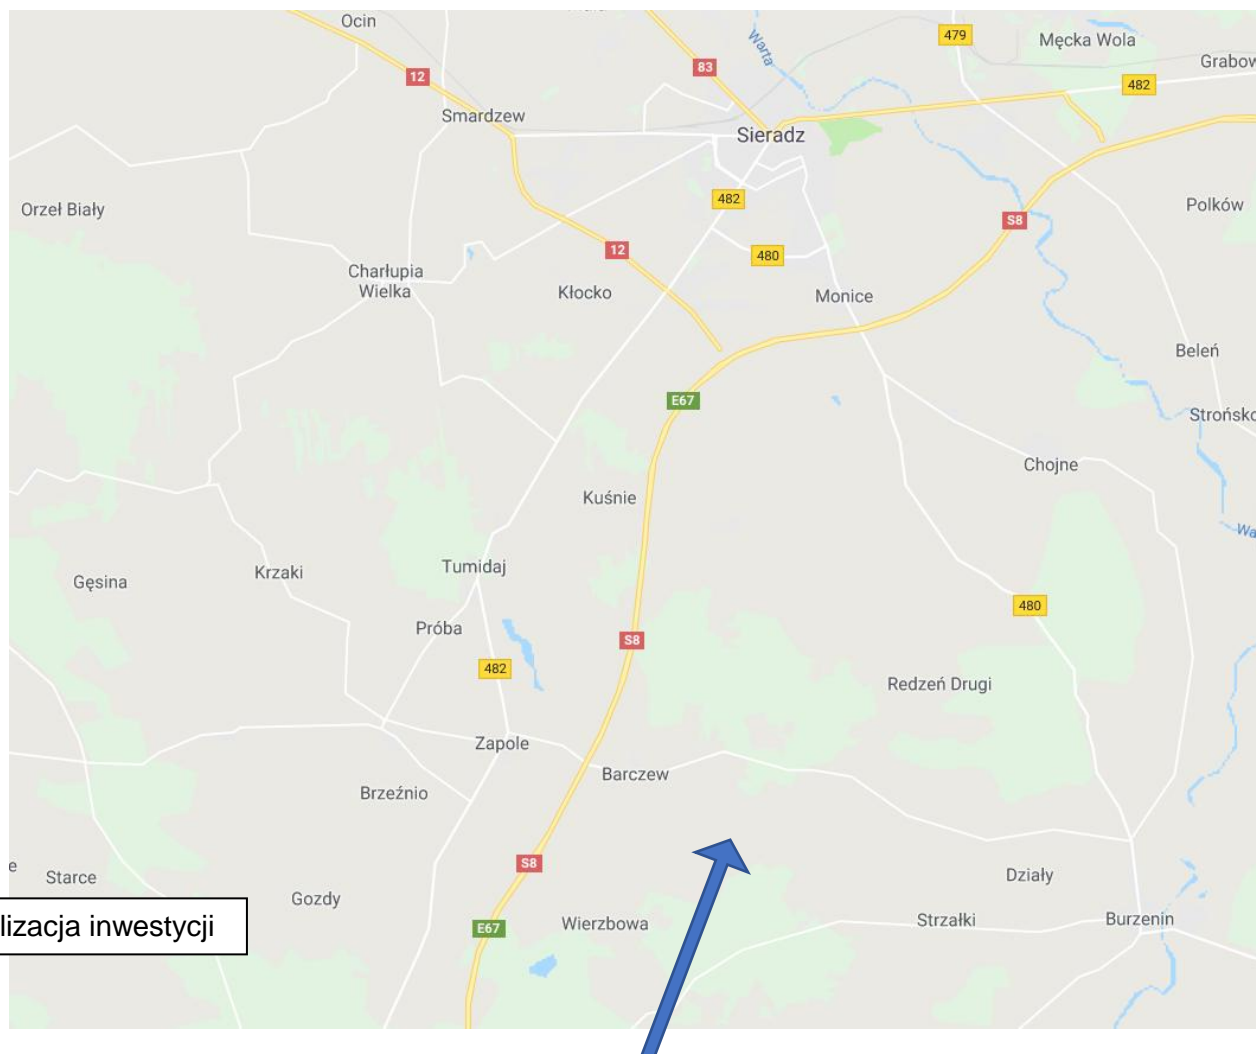 Ocin
479
Męcka Wola
Warta
83
Grabow
12
482
Smardzew
Sieradz
Orzeł Biały
482
Polków
S8
12
480
Charłupia
Wielka
Kłocko
Monice
Beleń
E67
Strońsko
Chojne
Kuśnie
Wa
Tumidaj
Krzaki
Gęsina
480
Próba
S8
482
Redzeń Drugi
Zapole
Barczew
Brzeźnio
S8
e
Starce
Działy
Gozdy
Strzałki
Burzenin
Wierzbowa
E67
lizacja inwestycji